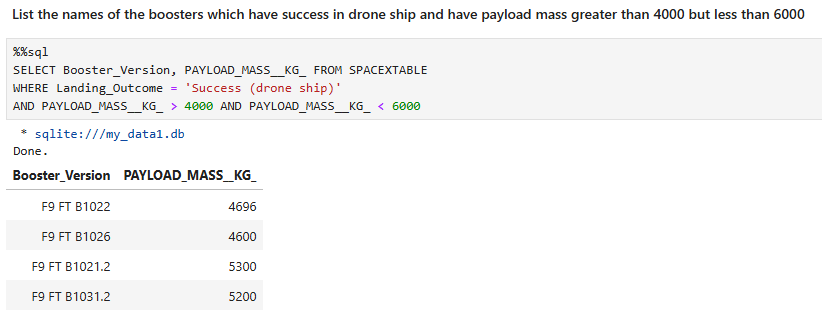 List the names of the boosters which have success in drone ship and have payload mass greater than 4000 but less than 6000
%%sql
SELECT Booster_Version, PAYLOAD_MASS__KG_ FROM SPACEXTABLE
WHERE Landing_Outcome = 'Success (drone ship)'
AND PAYLOAD_MASS__KG_ > 4000 AND PAYLOAD_MASS__KG_ < 6000
* sqlite:///my_data1.db
Done.
Booster_Version PAYLOAD_MASS__KG_
F9 FT B1022 4696
F9 FT B1026 4600
F9 FT B1021.2 5300
F9 FT B1031.2 5200